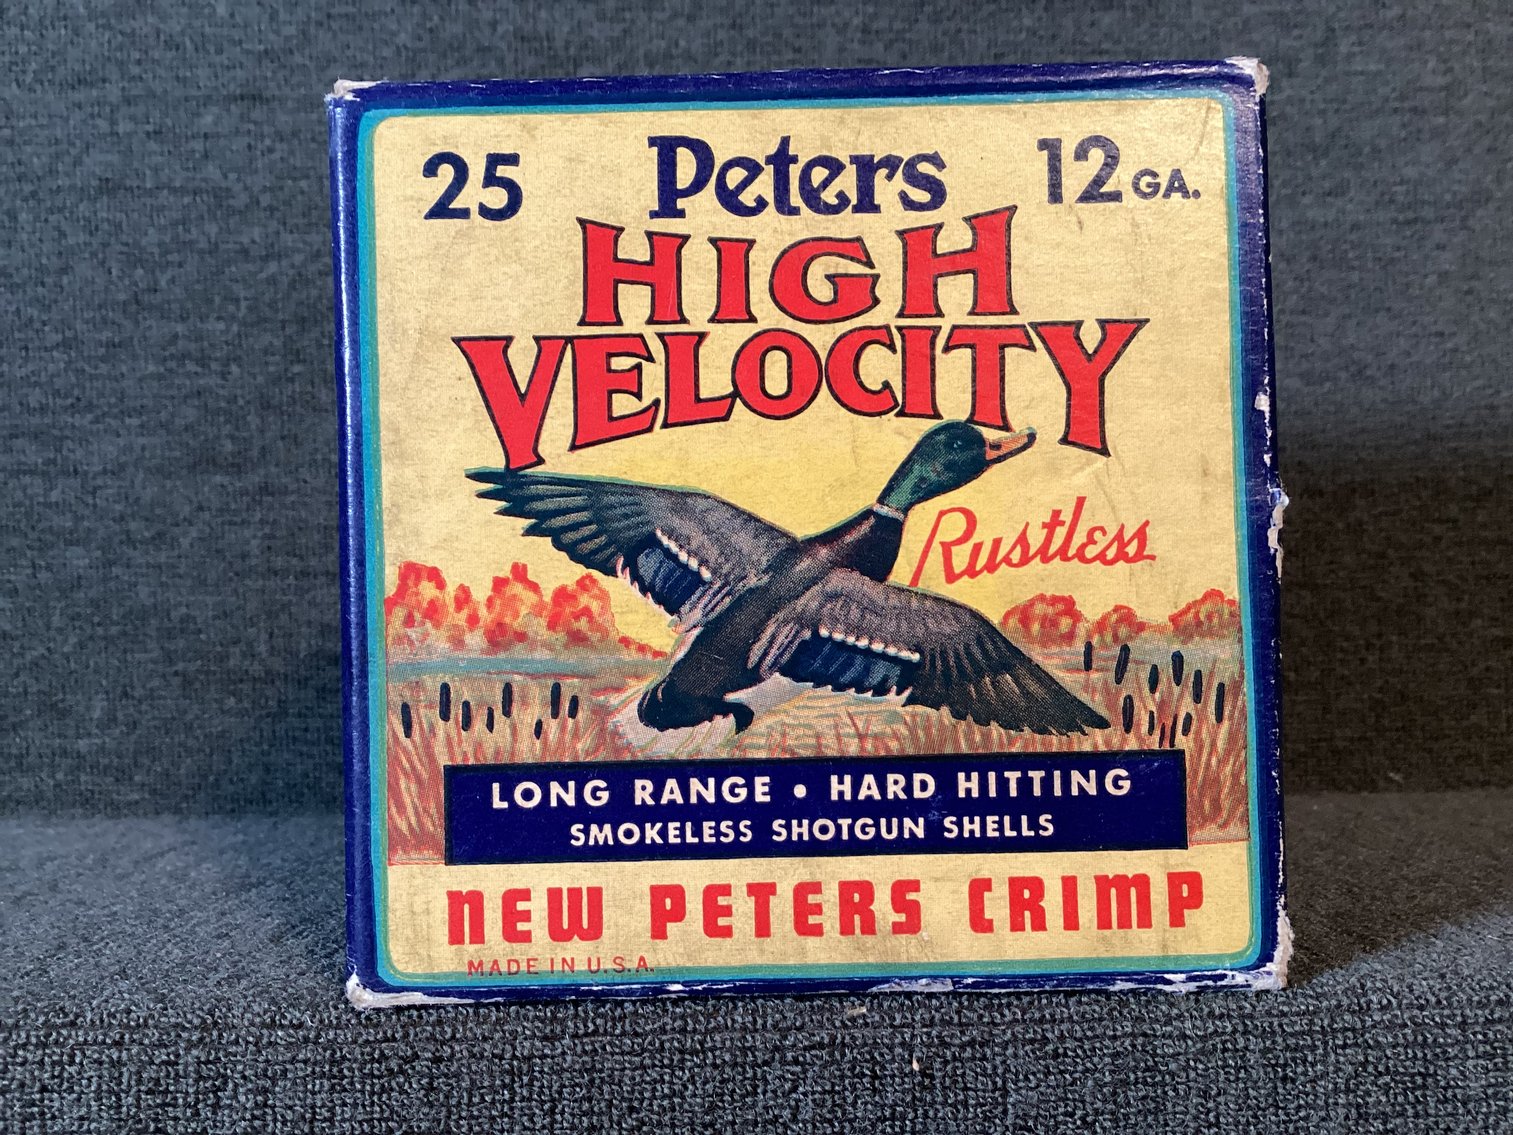 25 Peters 12 GA.
HIGH
VELOCITY
Rustless
LONG RANGE • HARD HITTING
SMOKELESS SHOTGUN SHELLS
NEW PETERS CRIMP
MADE IN U.S.A.